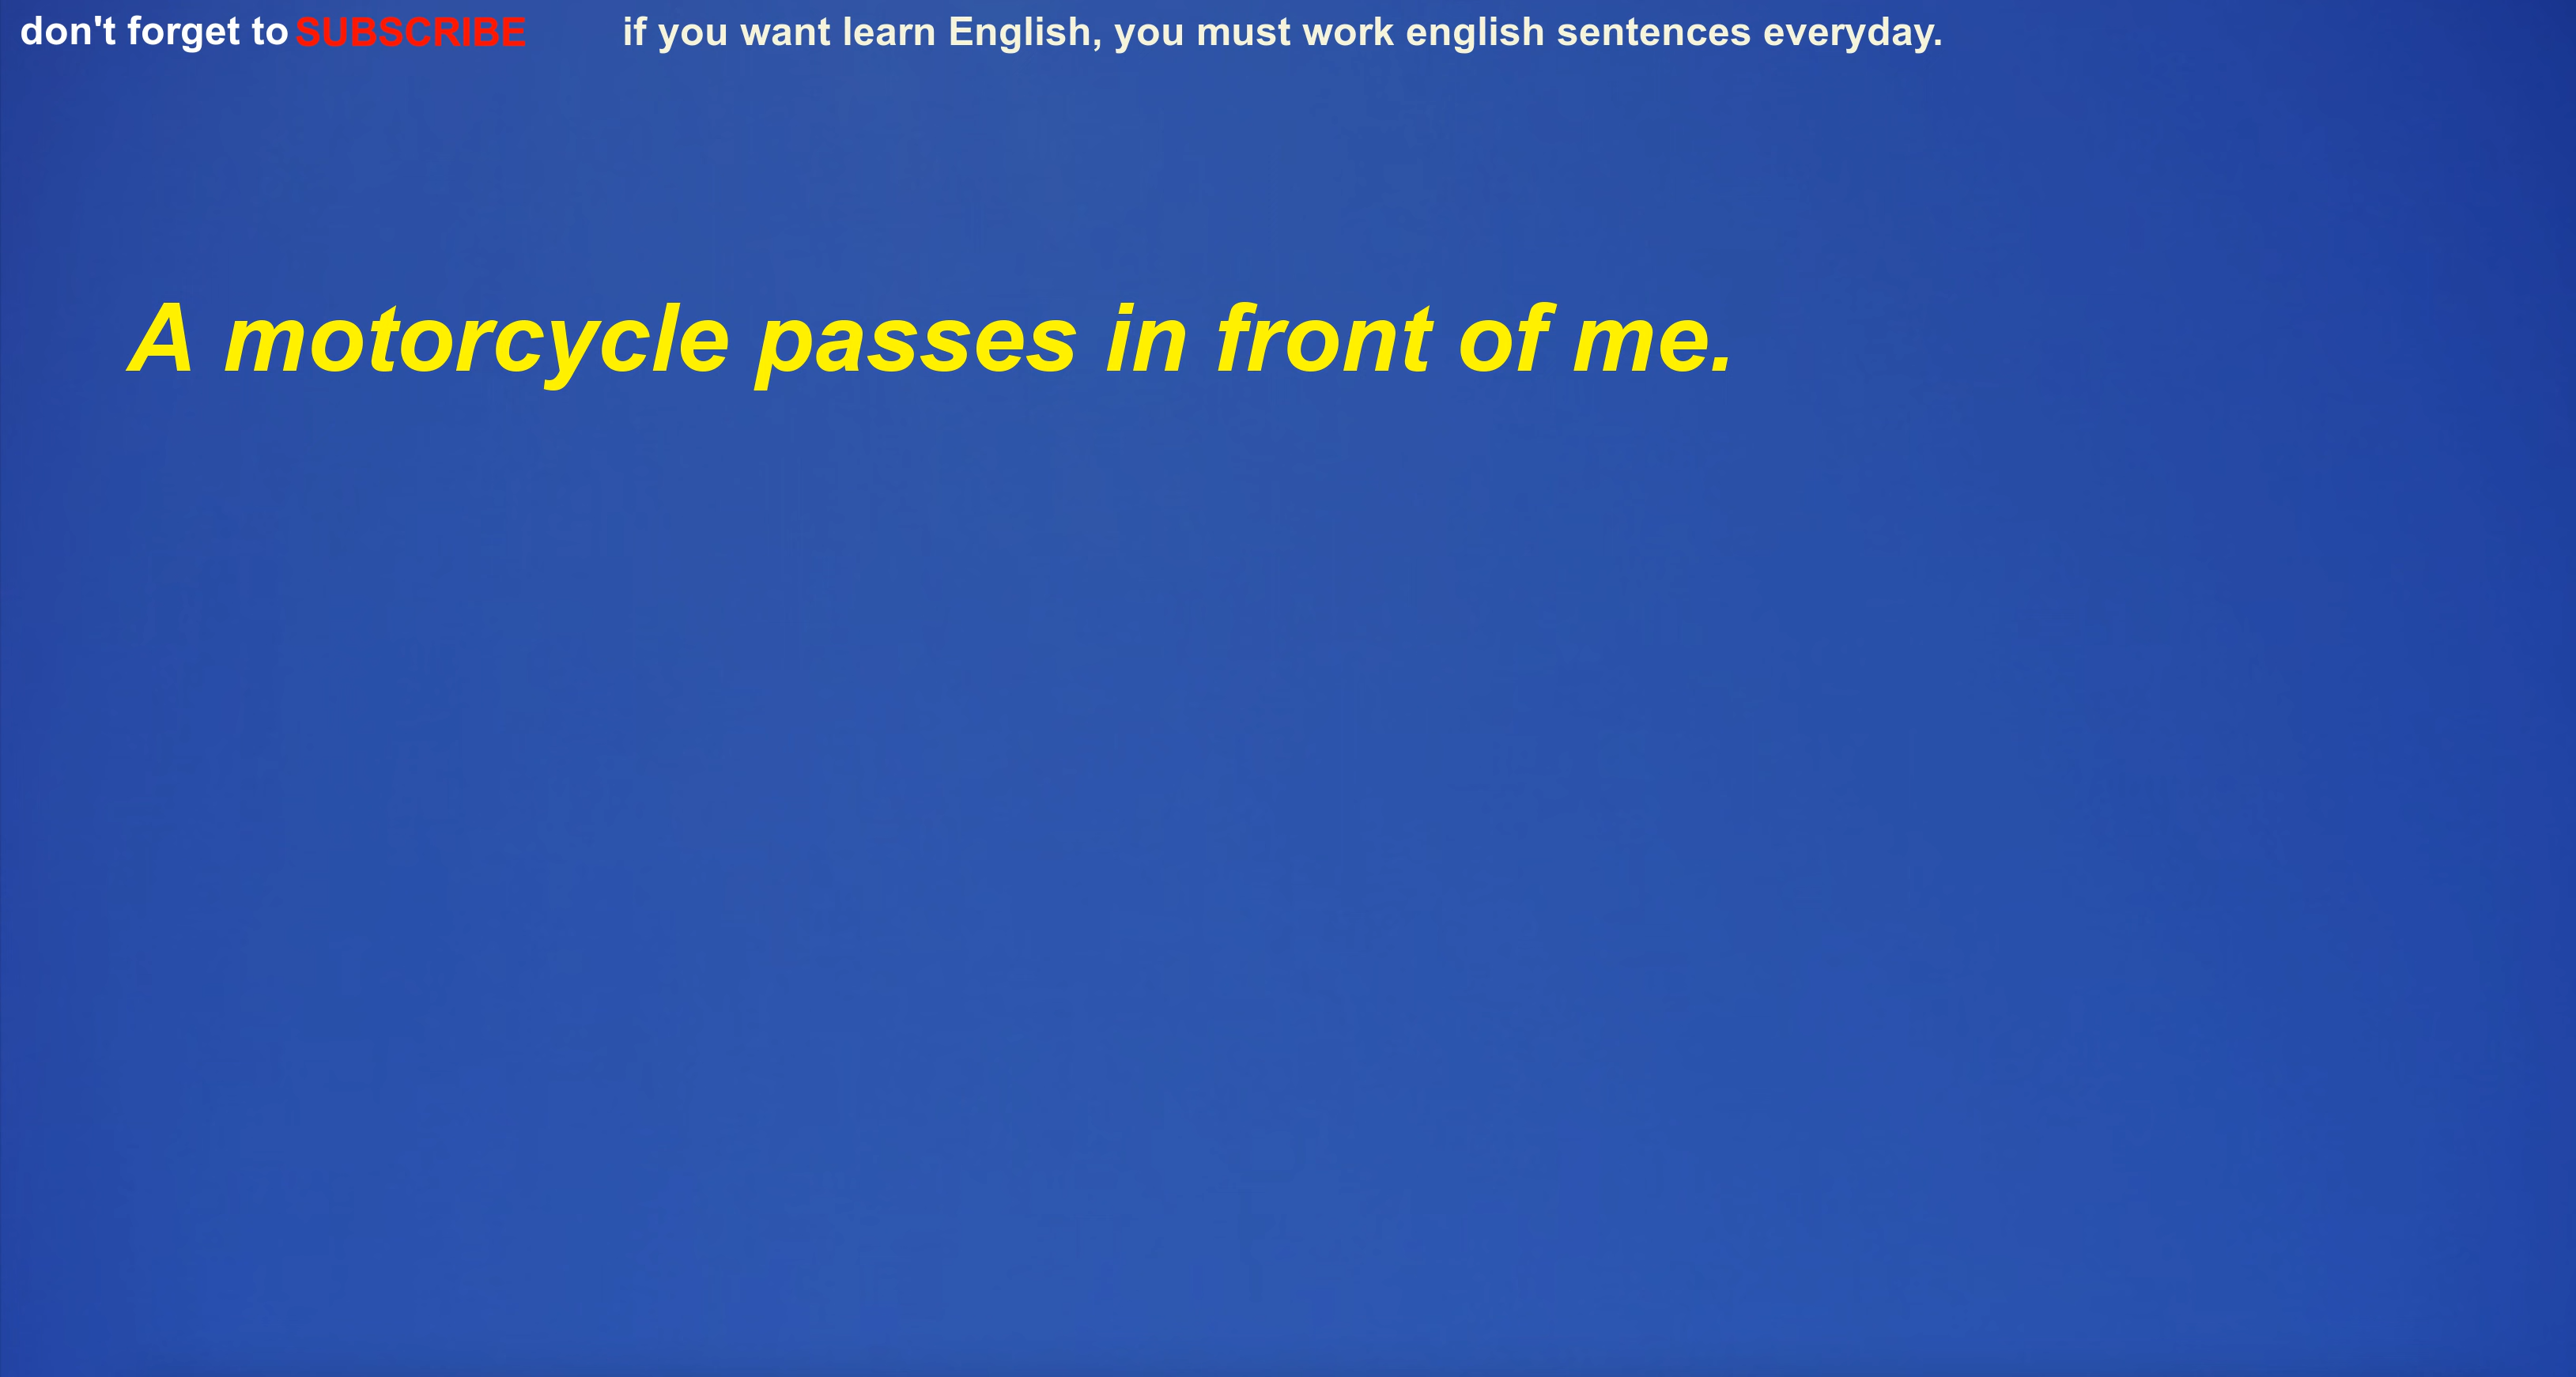 don't forget to SUBSCRIBE if you want learn English, you must work english sentences everyday.
A motorcycle passes in front of me.